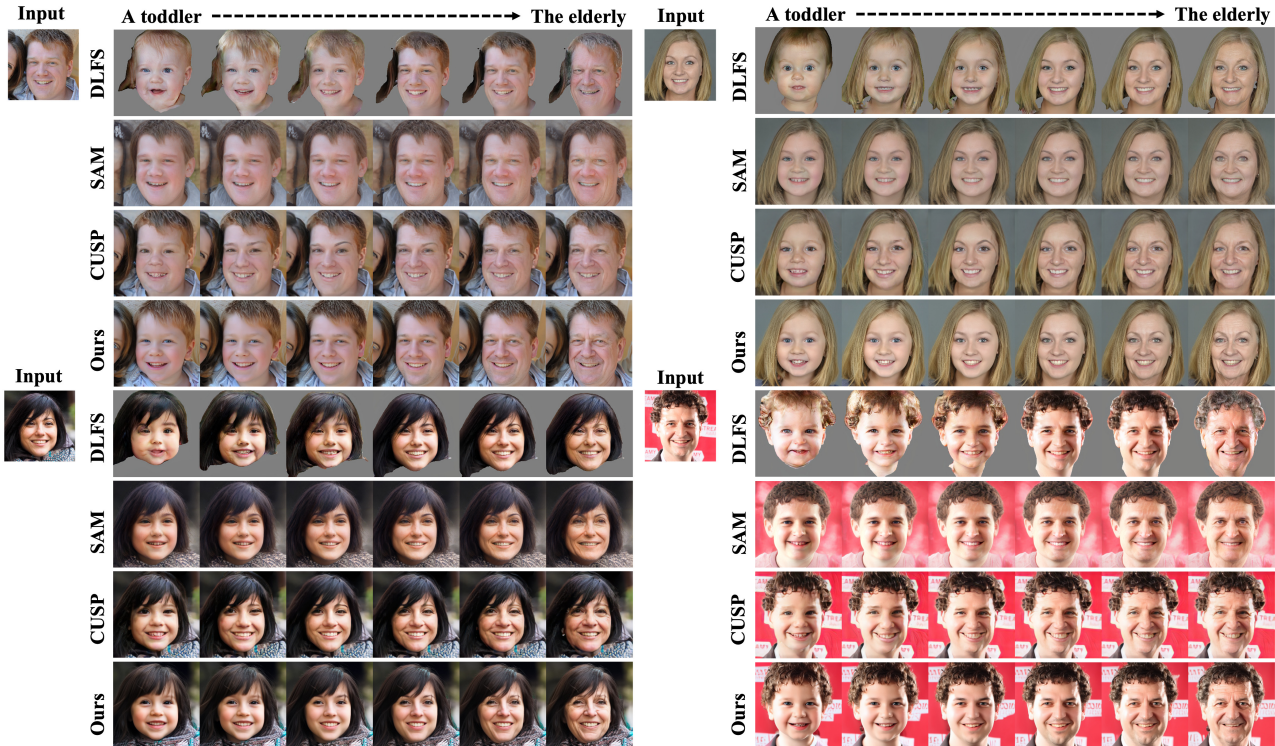 Input
A toddler
The elderly
DLFS
SAM
CUSP
Ours
Input
DLFS
SAM
CUSP
Ours
Input
A toddler
The elderly
DLFS
SAM
CUSP
Ours
Input
DLFS
SAM
CUSP
Ours